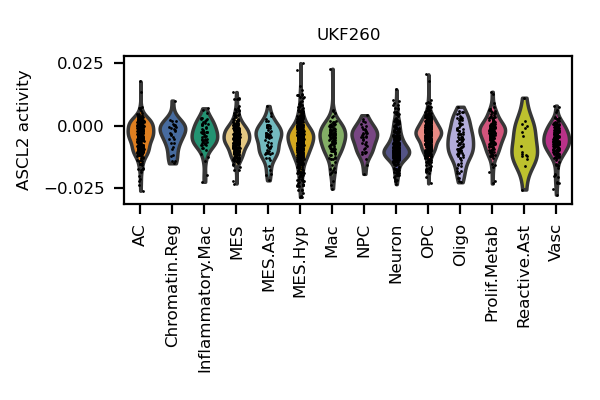 UKF260
ASCL2 activity
0.025
0.000
−0.025
AC
Chromatin.Reg
Inflammatory.Mac
MES
MES.Ast
MES.Hyp
Mac
NPC
Neuron
OPC
Oligo
Prolif.Metab
Reactive.Ast
Vasc